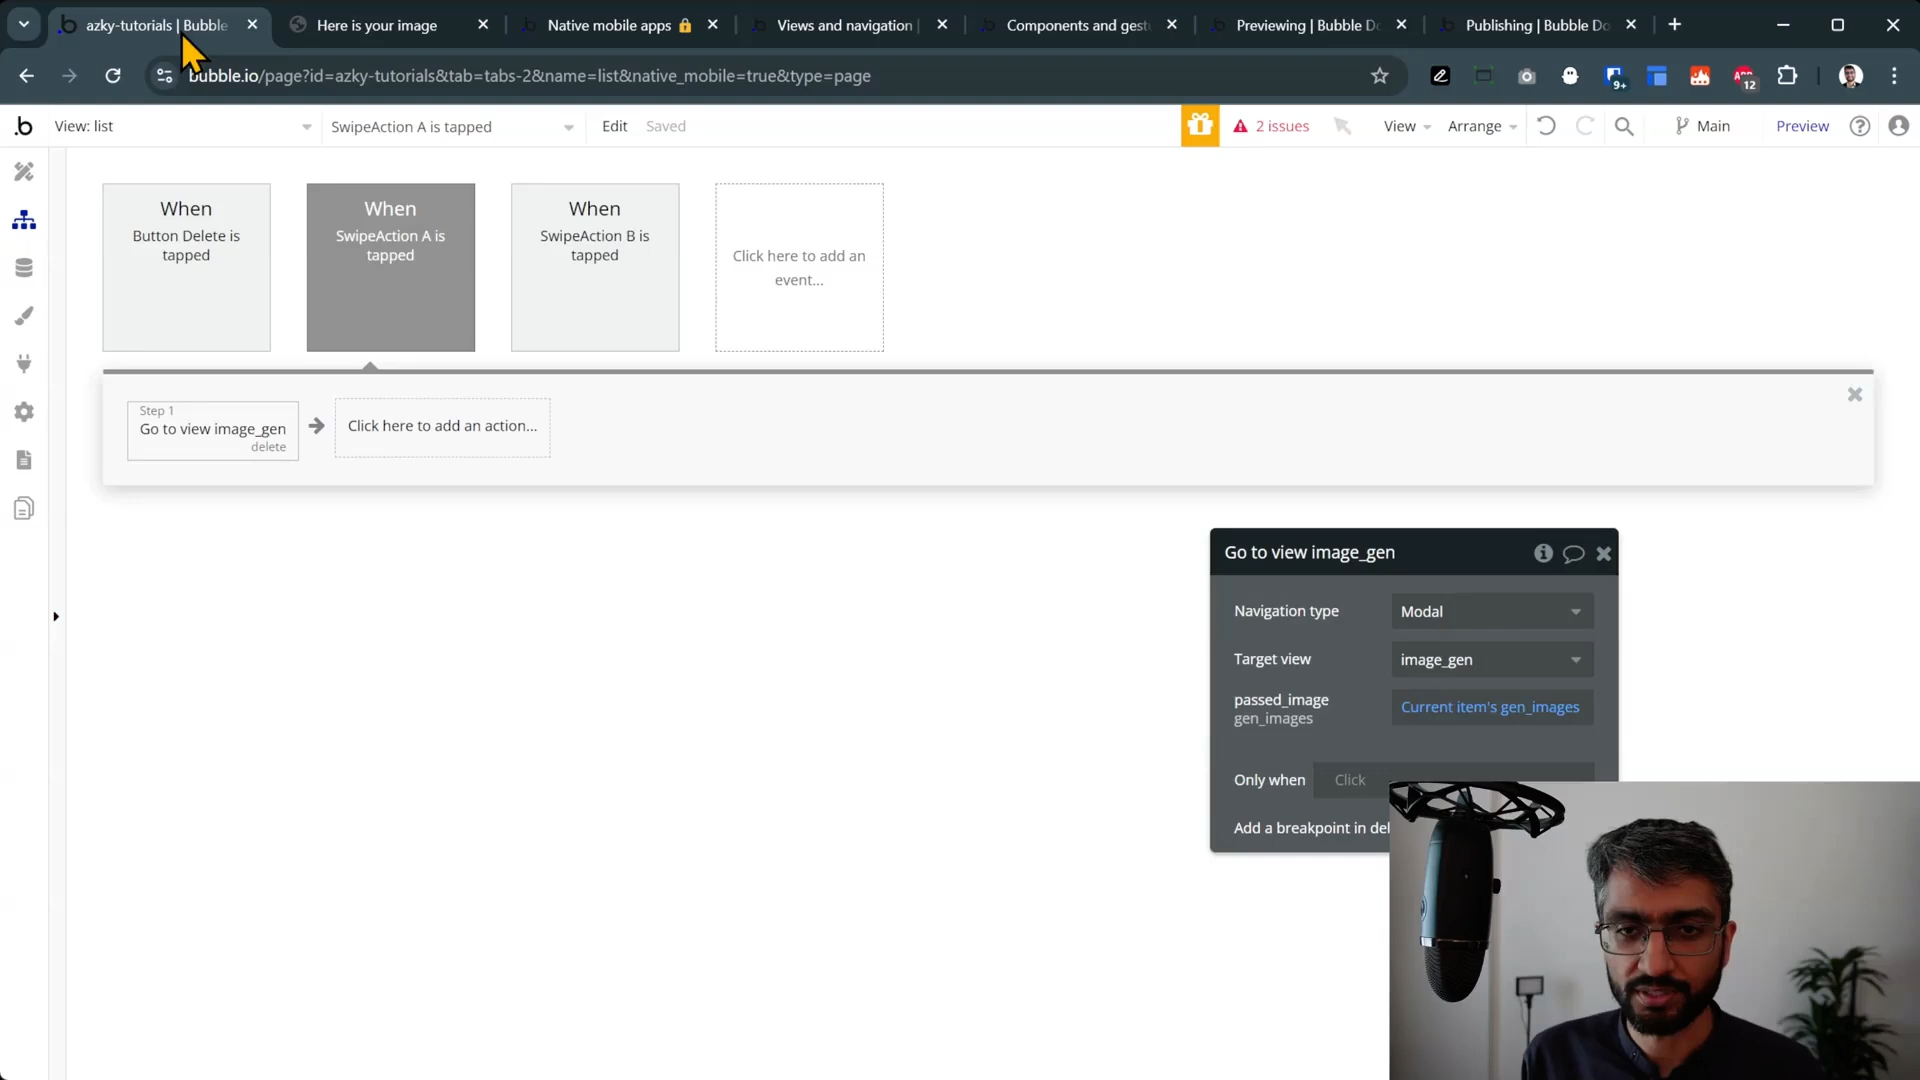 azky-tutorials | Bubble
Here is your image
Native mobile apps
Views and navigation |
Components and gest
Previewing | Bubble Do
Publishing | Bubble Do
bubble.io/page?id=azky-tutorials&tab=tabs-2&name=list&native_mobile=true&type=page
9+
12
View: list
SwipeAction A is tapped
Edit
Saved
2 issues
View
Arrange
Main
Preview
When
Button Delete is
tapped
When
SwipeAction A is
tapped
When
SwipeAction B is
tapped
Click here to add an
event...
Step 1
Go to view image_gen
delete
Click here to add an action...
Go to view image_gen
Navigation type
Modal
Target view
image_gen
passed_image
gen_images
Current item's gen_images
Only when
Click
Add a breakpoint in de